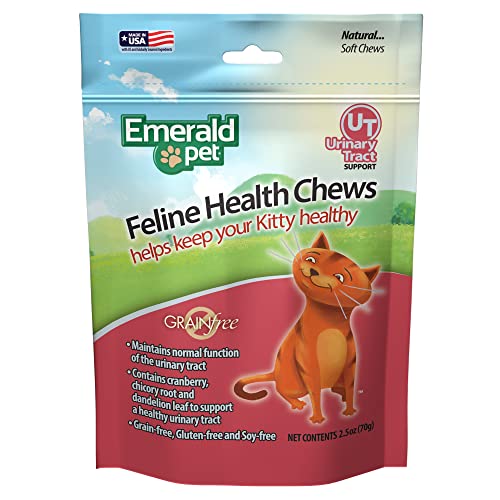 MADE IN
USA
Natural...
Soft Chews
Emerald
pet
UT
Urinary
Tract
SUPPORT
Feline Health Chews
helps keep your Kitty healthy
GRAINfree
• Maintains normal function
of the urinary tract
• Contains cranberry,
chicory root and
dandelion leaf to support
a healthy urinary tract
• Grain-free, Gluten-free and Soy-free
NET CONTENTS 2.5oz (70g)